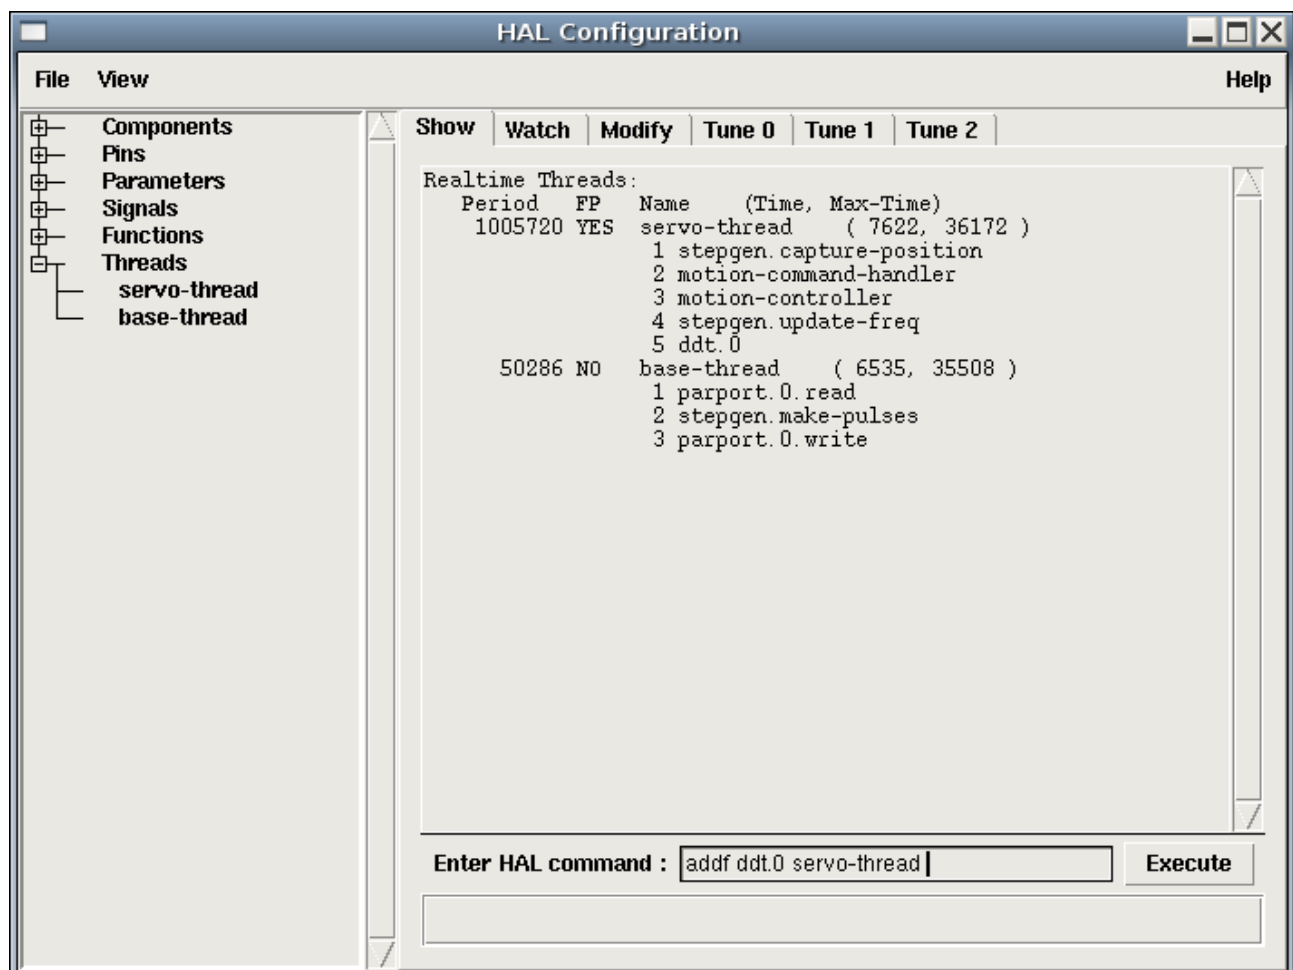 HAL Configuration
File View Help
Components
Pins
Parameters
Signals
Functions
Threads
servo-thread
base-thread
Show Watch Modify Tune 0 Tune 1 Tune 2
Realtime Threads:
Period FP Name (Time, Max-Time)
1005720 YES servo-thread ( 7622, 36172 )
1 stepgen.capture-position
2 motion-command-handler
3 motion-controller
4 stepgen.update-freq
5 ddt.0
50286 NO base-thread ( 6535, 35508 )
1 parport.0.read
2 stepgen.make-pulses
3 parport.0.write
Enter HAL command : addf ddt.0 servo-thread Execute